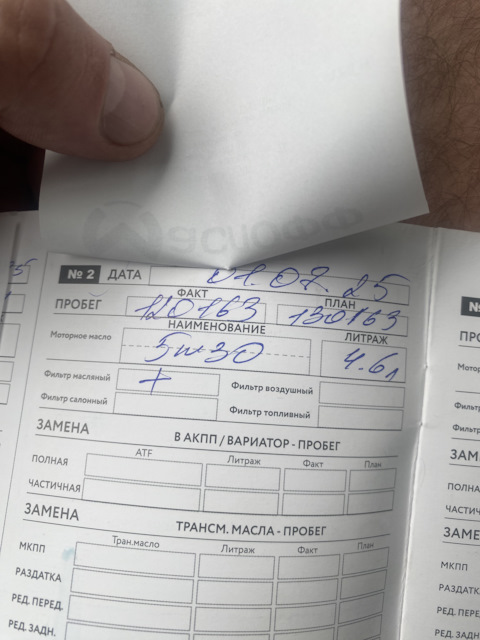 № 2 ДАТА 01.07.25
ФАКТ ПЛАН
ПРОБЕГ 120163 130163
НАИМЕНОВАНИЕ ЛИТРАЖ
Моторное масло 5w30 4.6л
Фильтр масляный + Фильтр воздушный
Фильтр салонный Фильтр топливный
ЗАМЕНА В АКПП / ВАРИАТОР - ПРОБЕГ
ATF Литраж Факт План
ПОЛНАЯ
ЧАСТИЧНАЯ
ЗАМЕНА ТРАНСМ. МАСЛА - ПРОБЕГ
Тран.масло Литраж Факт План
МКПП
РАЗДАТКА
РЕД. ПЕРЕД.
РЕД. ЗАДН.
МКПП